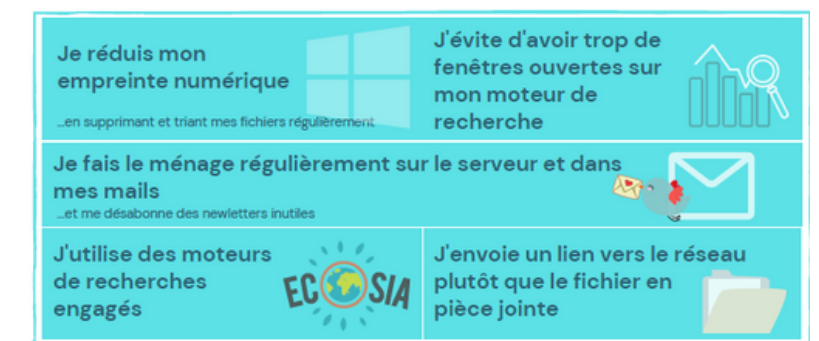 Je réduis mon
empreinte numérique
...en supprimant et triant mes fichiers régulièrement
J'évite d'avoir trop de
fenêtres ouvertes sur
mon moteur de
recherche
Je fais le ménage régulièrement sur le serveur et dans
mes mails
...et me désabonne des newletters inutiles
J'utilise des moteurs
de recherches
engagés
ECOSIA
J'envoie un lien vers le réseau
plutôt que le fichier en
pièce jointe